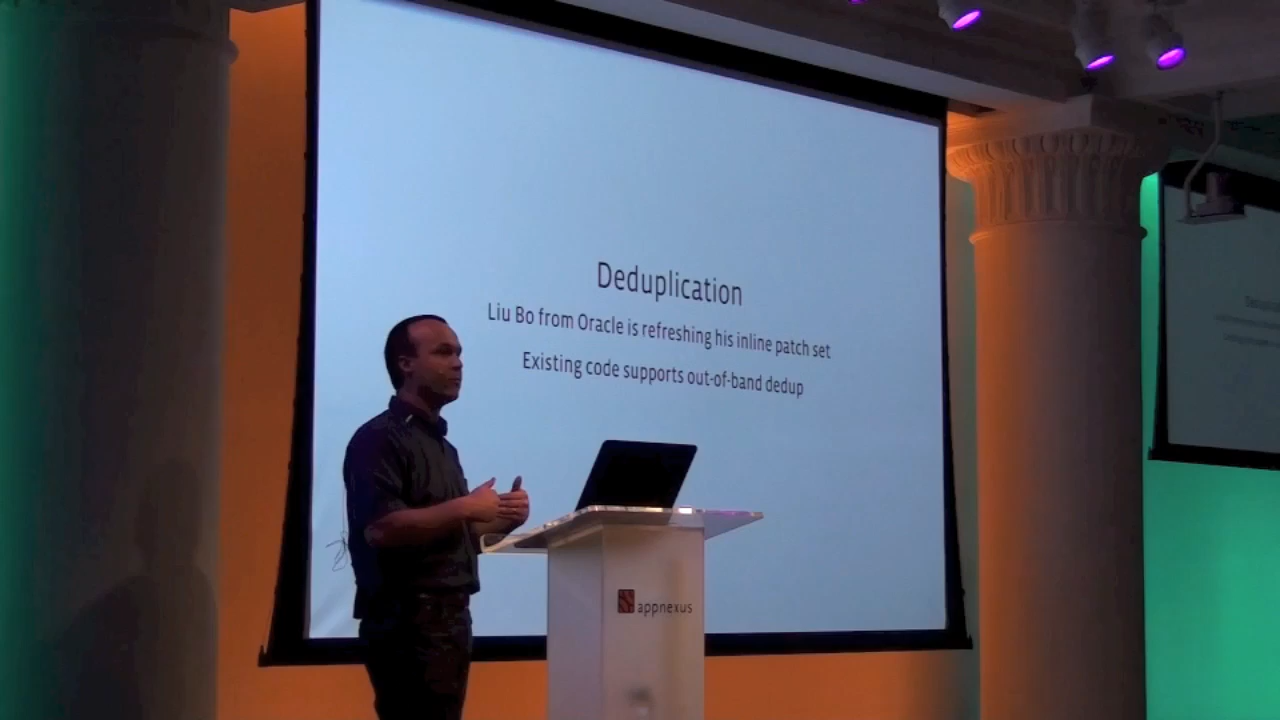 Deduplication
Liu Bo from Oracle is refreshing his inline patch set
Existing code supports out-of-band dedup
appnexus